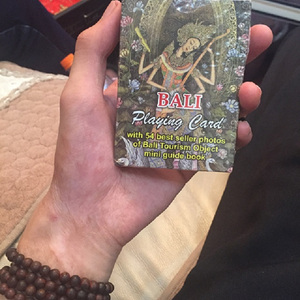 BALI
Playing Card
with 54 best seller photos
of Bali Tourism Object
mini guide book